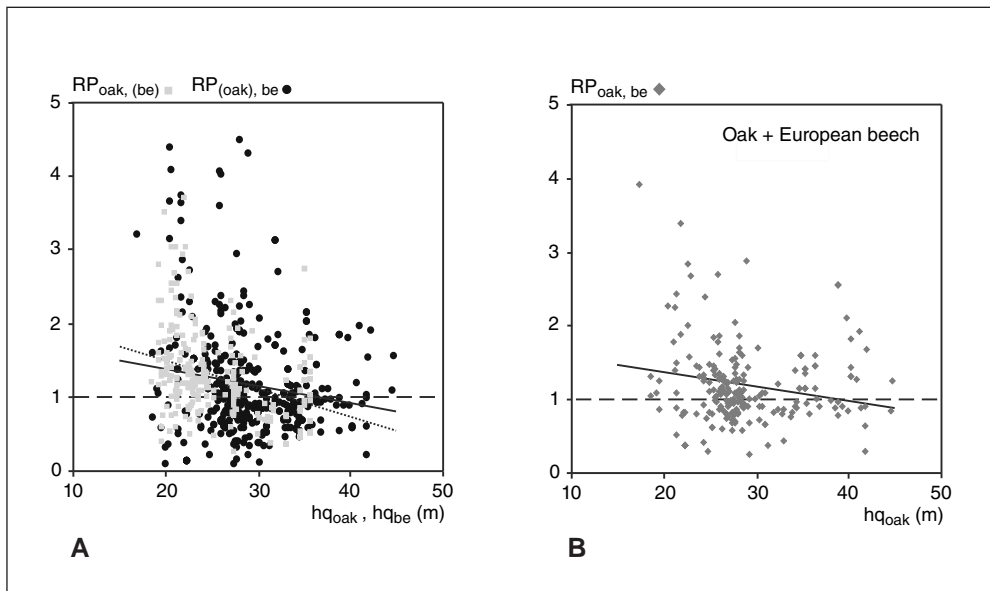 RPoak, (be) RP(oak), be
5
4
3
2
1
0
10 20 30 40 50
hqoak , hqbe (m)
A
RPoak, be
5
Oak + European beech
4
3
2
1
0
10 20 30 40 50
hqoak (m)
B